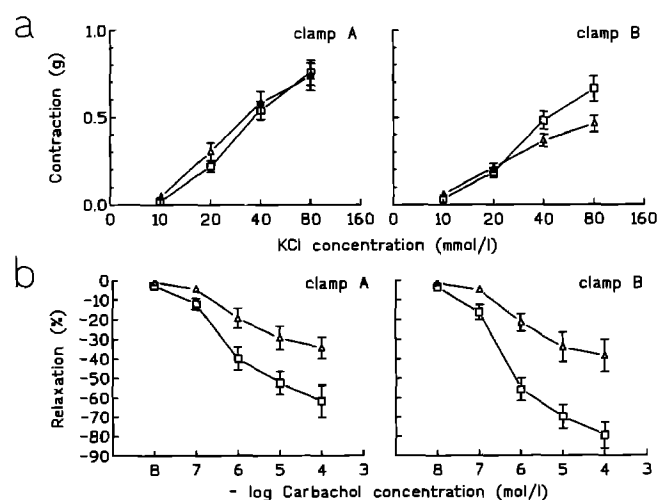 a
clamp A
clamp B
Contraction (g)
1.0
0.5
0.0
0 10 20 40 80 160
0 10 20 40 80 160
KCl concentration (mmol/l)
b
clamp A
clamp B
Relaxation (%)
0
-10
-20
-30
-40
-50
-60
-70
-80
-90
8 7 6 5 4 3
8 7 6 5 4 3
- log Carbachol concentration (mol/l)